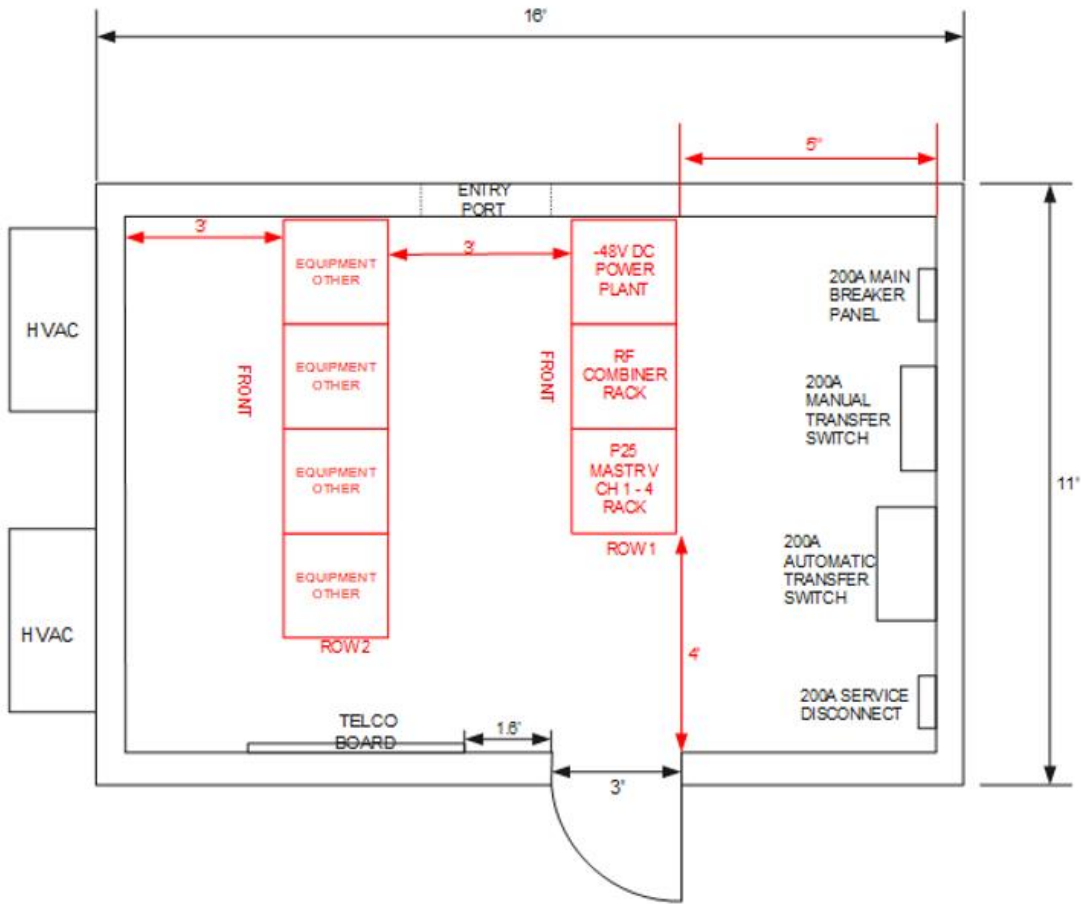 16'
5"
ENTRY
PORT
3'
3'
EQUIPMENT
OTHER
-48V DC
POWER
PLANT
200A MAIN
BREAKER
PANEL
HVAC
FRONT
EQUIPMENT
OTHER
FRONT
RF
COMBINER
RACK
200A
MANUAL
TRANSFER
SWITCH
EQUIPMENT
OTHER
P25
MASTR V
CH 1 - 4
RACK
11'
ROW 1
200A
AUTOMATIC
TRANSFER
SWITCH
EQUIPMENT
OTHER
HVAC
ROW 2
4'
200A SERVICE
DISCONNECT
TELCO
BOARD
1.6'
3'